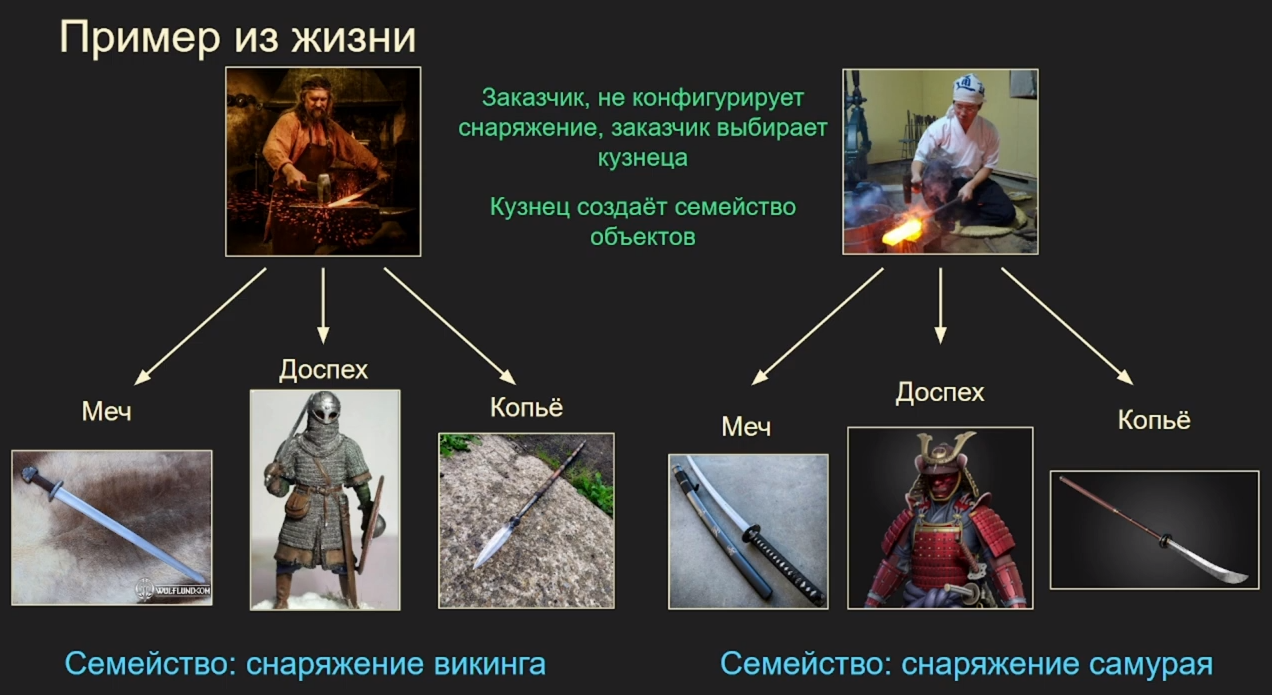 Пример из жизни
Заказчик, не конфигурирует
снаряжение, заказчик выбирает
кузнеца
Кузнец создаёт семейство
объектов
Меч
Доспех
Копьё
Меч
Доспех
Копьё
WULFLUND.COM
Семейство: снаряжение викинга
Семейство: снаряжение самурая